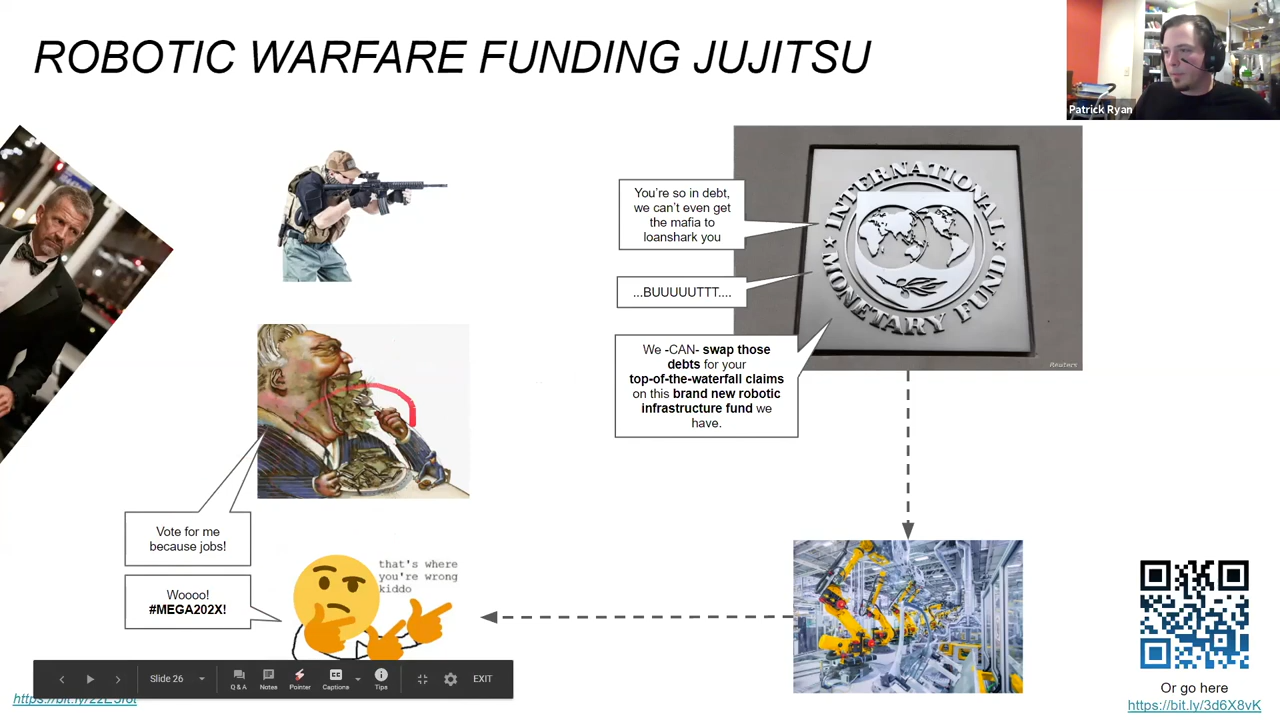 ROBOTIC WARFARE FUNDING JUJITSU
Patrick Ryan
You're so in debt,
we can't even get
the mafia to
loanshark you
...BUUUUUTTT....
We -CAN- swap those
debts for your
top-of-the-waterfall claims
on this brand new robotic
infrastructure fund we
have.
INTERNATIONAL
MONETARY FUND
REUTERS
Vote for me
because jobs!
Woooo!
#MEGA202X!
that's where
you're wrong
kiddo
Slide 26
Q & A
Notes
Pointer
Captions
Tips
EXIT
Or go here
https://bit.ly/3d6X8vK